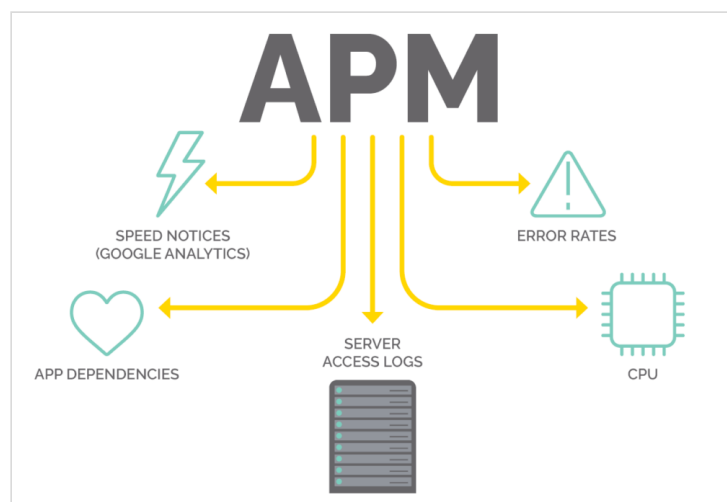 APM
SPEED NOTICES
(GOOGLE ANALYTICS)
ERROR RATES
APP DEPENDENCIES
SERVER
ACCESS LOGS
CPU